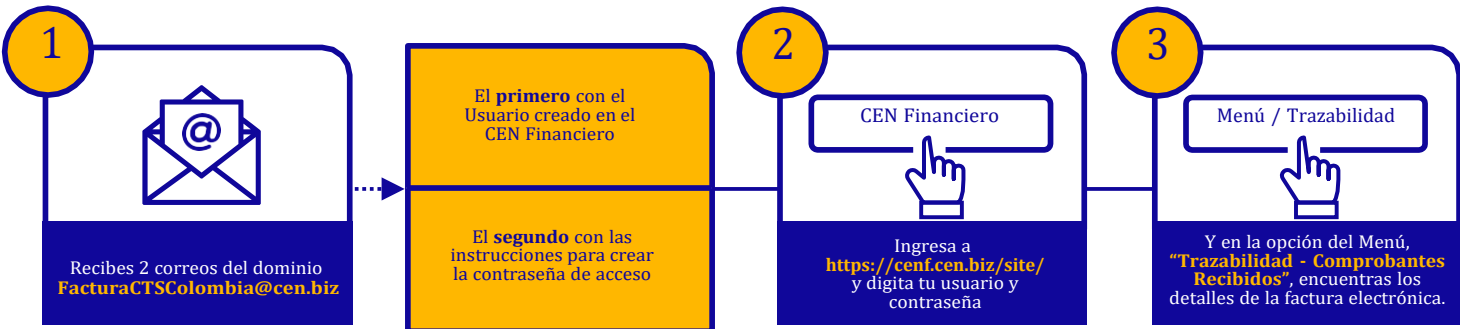 1
Recibes 2 correos del dominio
FacturaCTSColombia@cen.biz
El primero con el
Usuario creado en el
CEN Financiero
El segundo con las
instrucciones para crear
la contraseña de acceso
2
CEN Financiero
Ingresa a
https://cenf.cen.biz/site/
y digita tu usuario y
contraseña
3
Menú / Trazabilidad
Y en la opción del Menú,
“Trazabilidad - Comprobantes
Recibidos”, encuentras los
detalles de la factura electrónica.